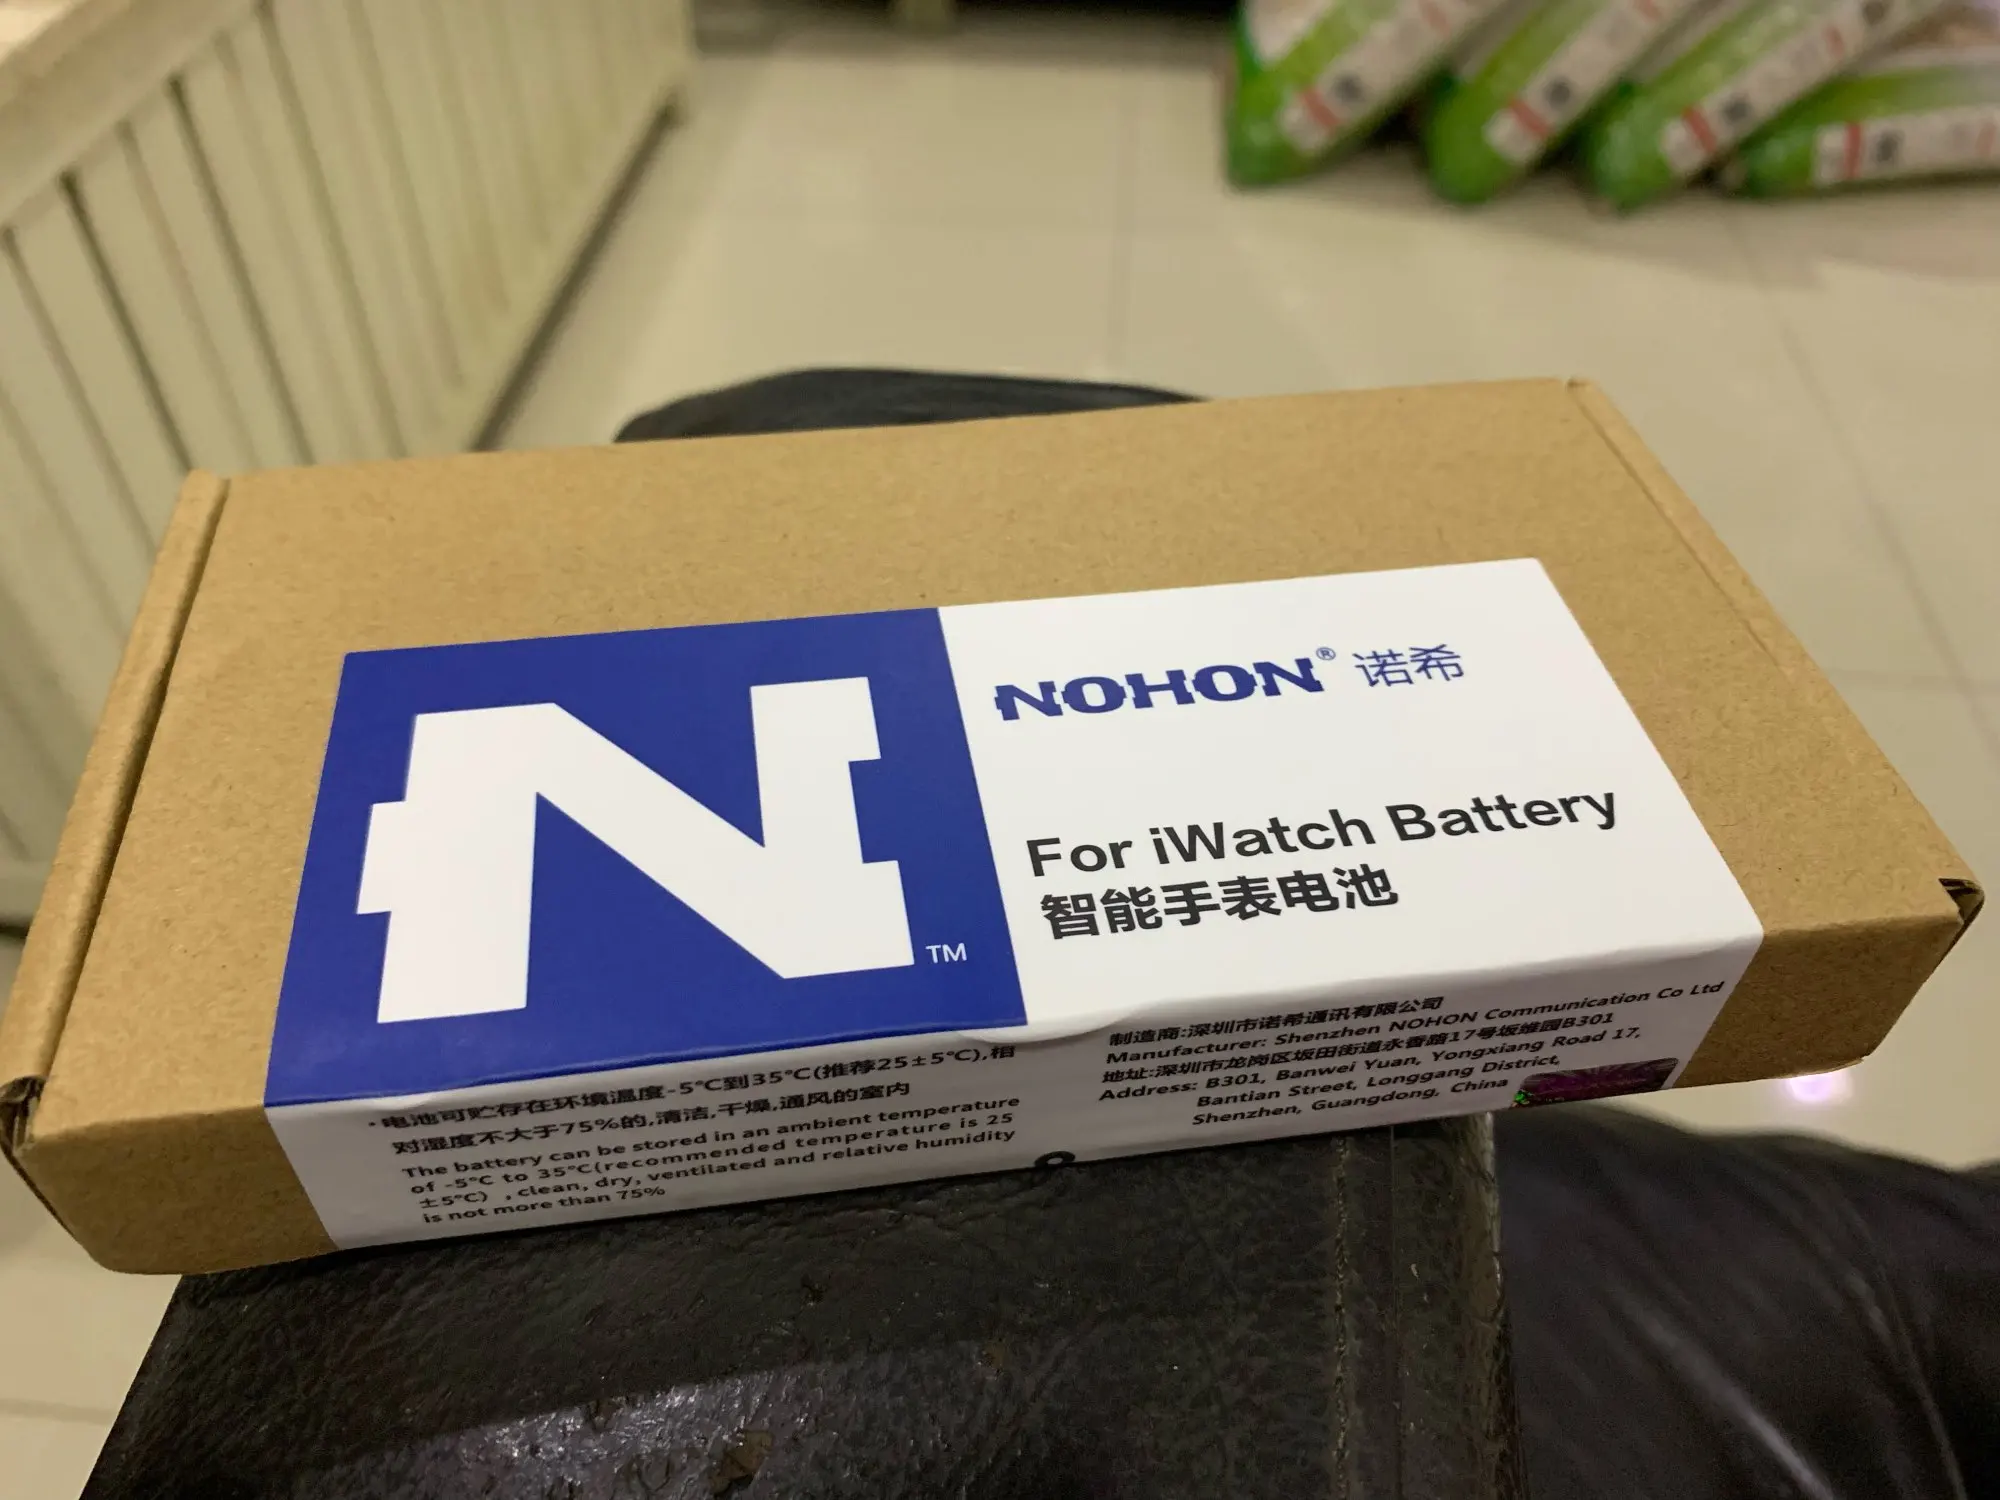 N
TM
NOHON® 诺希
For iWatch Battery
智能手表电池
·电池可贮存在环境温度-5℃到35℃(推荐25±5℃),相
对湿度不大于75%的,清洁,干燥,通风的室内
The battery can be stored in an ambient temperature
of -5℃ to 35℃(recommended temperature is 25
±5℃) ,clean, dry, ventilated and relative humidity
is not more than 75%
制造商:深圳市诺希通讯有限公司
Manufacturer: Shenzhen NOHON Communication Co Ltd
地址:深圳市龙岗区坂田街道永香路17号坂维园B301
Address: B301, Banwei Yuan, Yongxiang Road 17,
Bantian Street, Longgang District,
Shenzhen, Guangdong, China